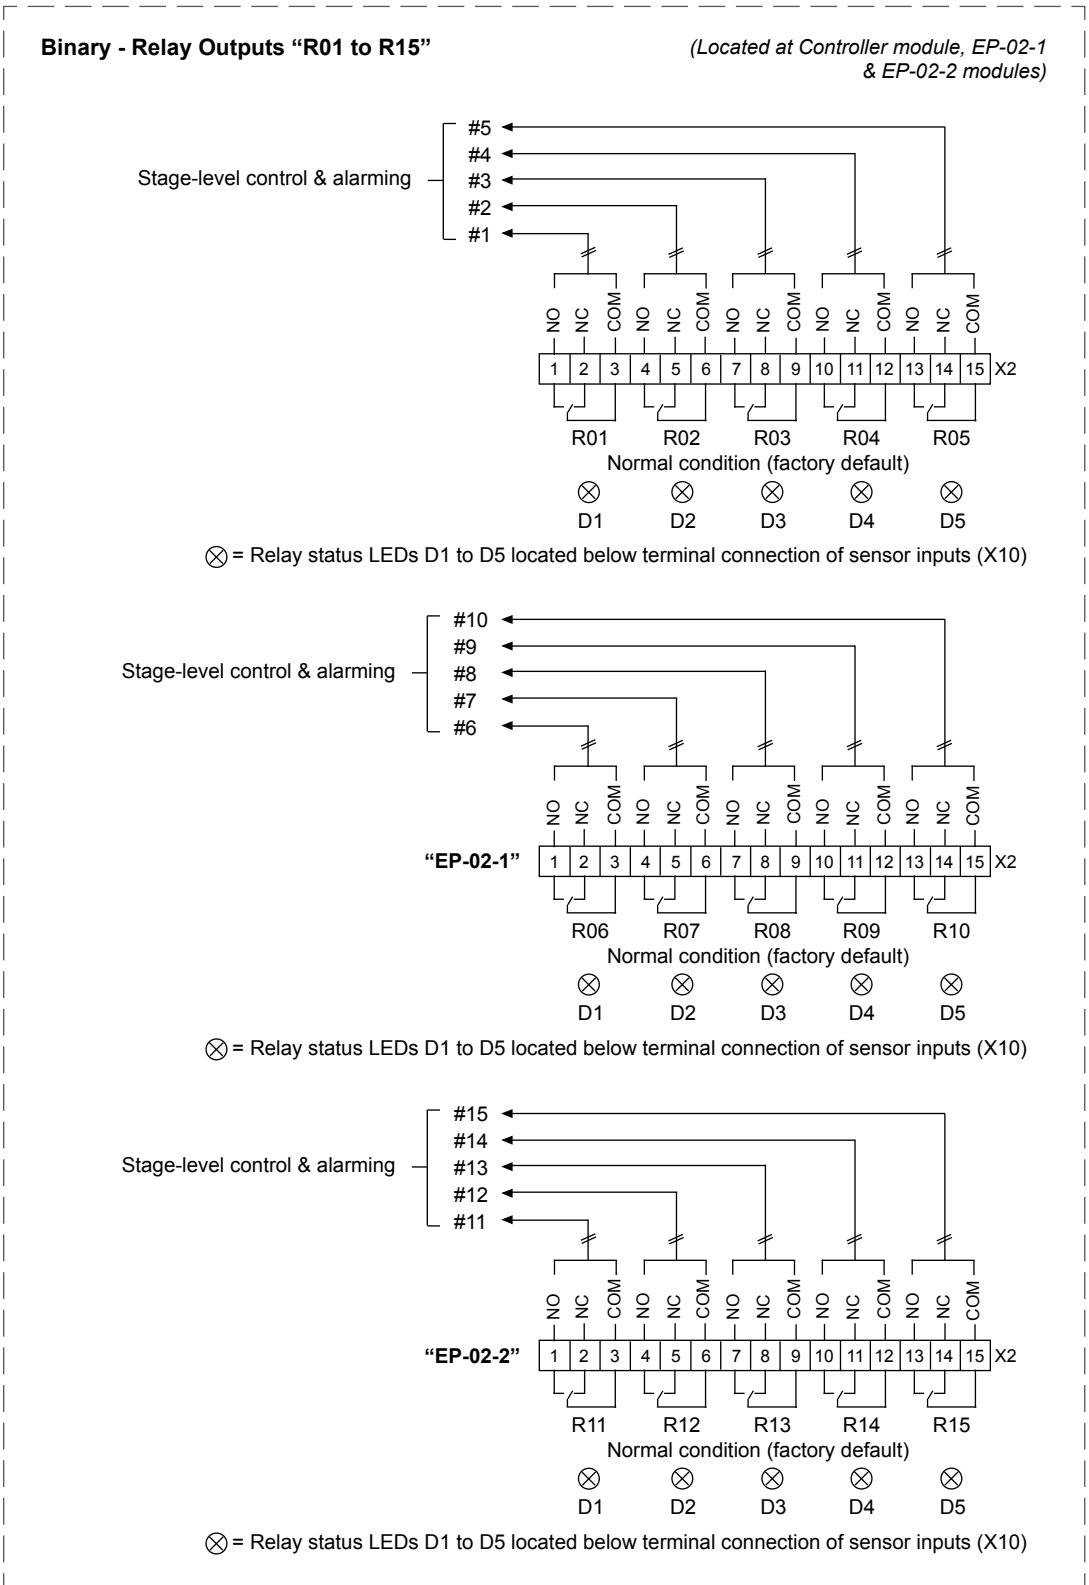 Binary - Relay Outputs “R01 to R15”
(Located at Controller module, EP-02-1
& EP-02-2 modules)
#5
#4
Stage-level control & alarming
#3
#2
#1
NO NC COM NO NC COM NO NC COM NO NC COM NO NC COM
1 2 3 4 5 6 7 8 9 10 11 12 13 14 15 X2
R01 R02 R03 R04 R05
Normal condition (factory default)
D1 D2 D3 D4 D5
= Relay status LEDs D1 to D5 located below terminal connection of sensor inputs (X10)
#10
#9
Stage-level control & alarming
#8
#7
#6
NO NC COM NO NC COM NO NC COM NO NC COM NO NC COM
“EP-02-1” 1 2 3 4 5 6 7 8 9 10 11 12 13 14 15 X2
R06 R07 R08 R09 R10
Normal condition (factory default)
D1 D2 D3 D4 D5
= Relay status LEDs D1 to D5 located below terminal connection of sensor inputs (X10)
#15
#14
Stage-level control & alarming
#13
#12
#11
NO NC COM NO NC COM NO NC COM NO NC COM NO NC COM
“EP-02-2” 1 2 3 4 5 6 7 8 9 10 11 12 13 14 15 X2
R11 R12 R13 R14 R15
Normal condition (factory default)
D1 D2 D3 D4 D5
= Relay status LEDs D1 to D5 located below terminal connection of sensor inputs (X10)